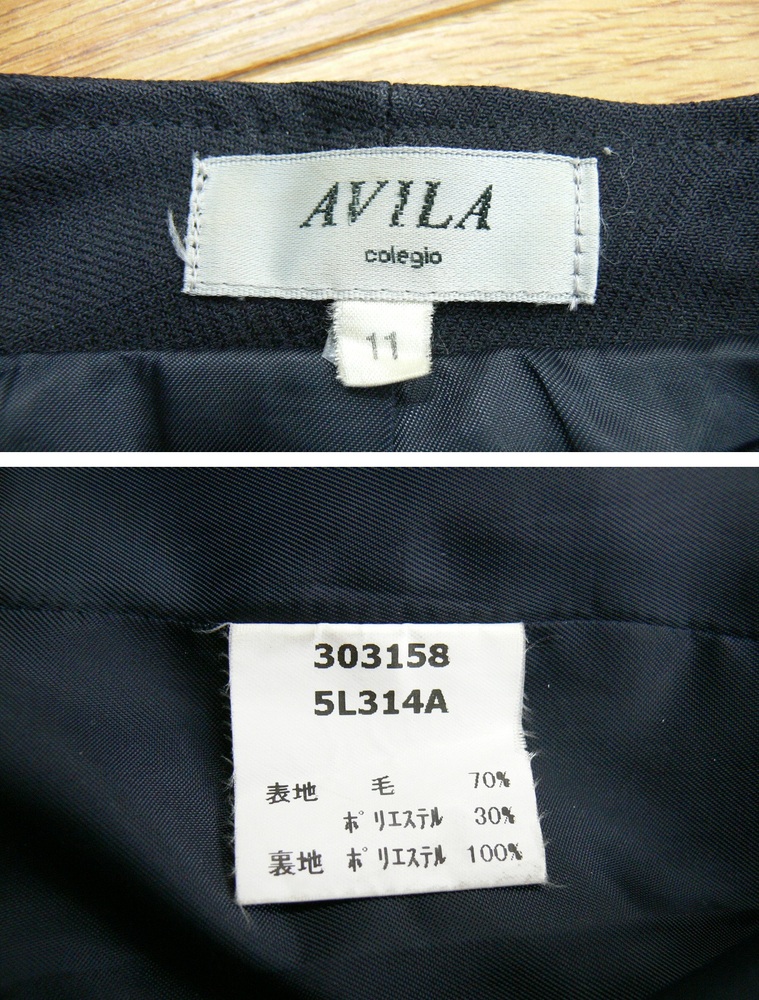 AVILA
colegio
11
303158
5L314A
表地 毛 70%
ﾎﾟﾘｴｽﾃﾙ 30%
裏地 ﾎﾟﾘｴｽﾃﾙ 100%